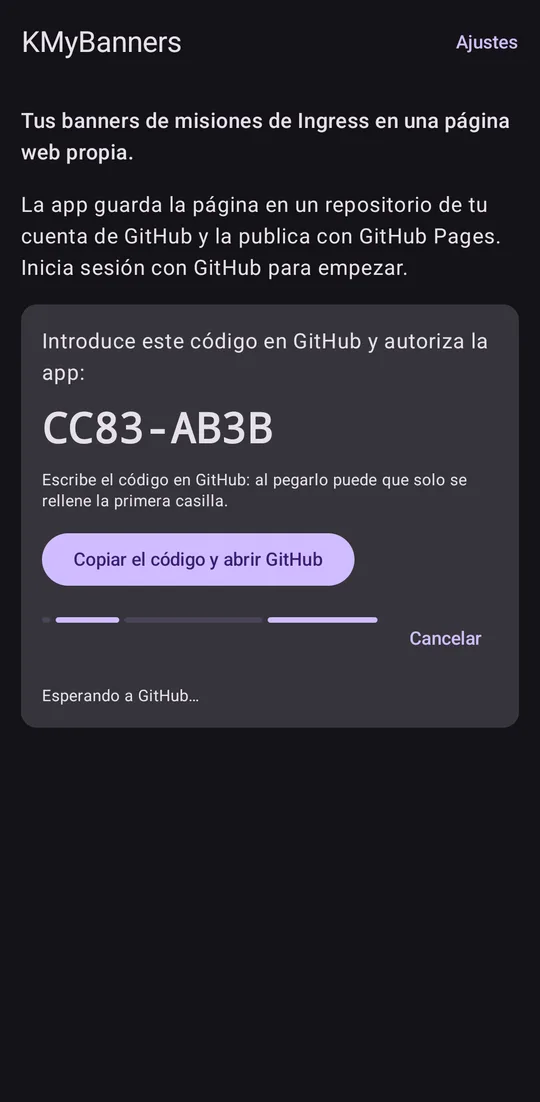 KMyBanners
Ajustes
Tus banners de misiones de Ingress en una página
web propia.
La app guarda la página en un repositorio de tu
cuenta de GitHub y la publica con GitHub Pages.
Inicia sesión con GitHub para empezar.
Introduce este código en GitHub y autoriza la
app:
CC83-AB3B
Escribe el código en GitHub: al pegarlo puede que solo se
rellene la primera casilla.
Copiar el código y abrir GitHub
Cancelar
Esperando a GitHub…